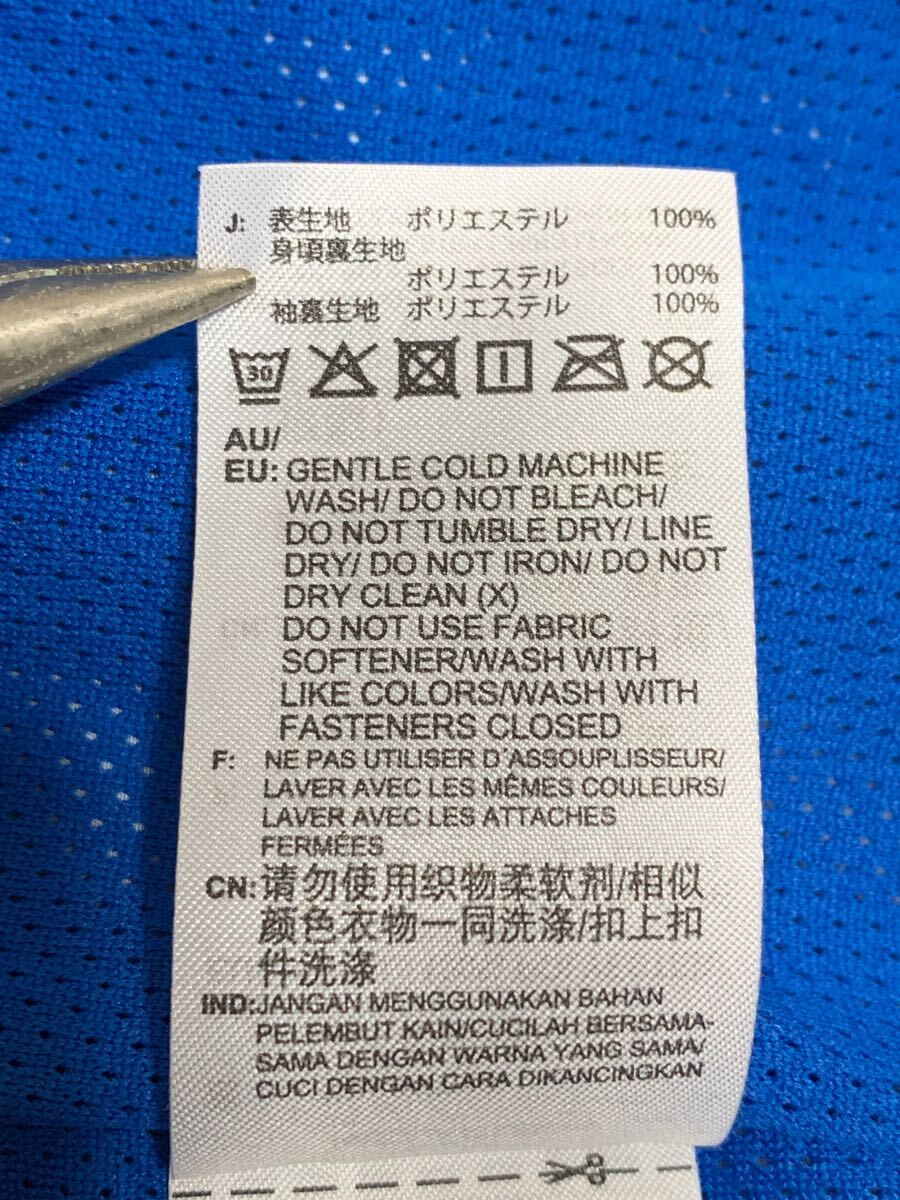 J: 表生地 ポリエステル 100%
身頃裏生地
ポリエステル 100%
袖裏生地 ポリエステル 100%
30
AU/
EU: GENTLE COLD MACHINE
WASH/ DO NOT BLEACH/
DO NOT TUMBLE DRY/ LINE
DRY/ DO NOT IRON/ DO NOT
DRY CLEAN (X)
DO NOT USE FABRIC
SOFTENER/WASH WITH
LIKE COLORS/WASH WITH
FASTENERS CLOSED
F: NE PAS UTILISER D'ASSOUPLISSEUR/
LAVER AVEC LES MÊMES COULEURS/
LAVER AVEC LES ATTACHES
FERMÉES
CN:请勿使用织物柔软剂/相似
颜色衣物一同洗涤/扣上扣
件洗涤
IND:JANGAN MENGGUNAKAN BAHAN
PELEMBUT KAIN/CUCILAH BERSAMA-
SAMA DENGAN WARNA YANG SAMA/
CUCI DENGAN CARA DIKANCINGKAN